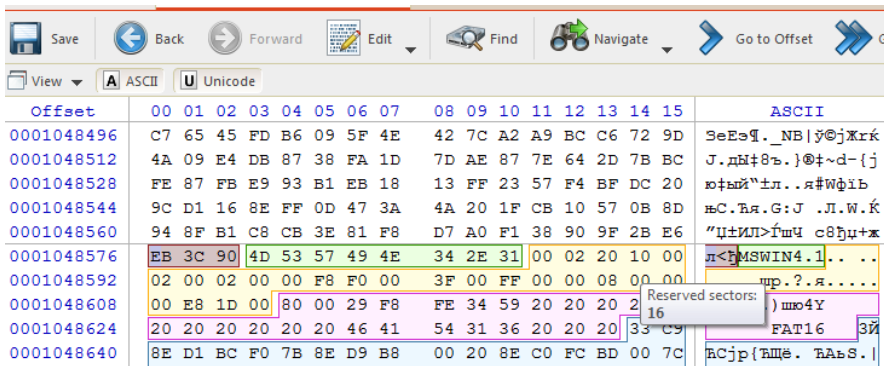 Save Back Forward Edit Find Navigate Go to Offset G
View A ASCII U Unicode
Offset 00 01 02 03 04 05 06 07 08 09 10 11 12 13 14 15 ASCII
0001048496 C7 65 45 FD B6 09 5F 4E 42 7C A2 A9 BC C6 72 9D ЗеЕэ¶._NB|ў©јЖrќ
0001048512 4A 09 E4 DB 87 38 FA 1D 7D AE 87 7E 64 2D 7B BC J.дЫ‡8ъ.}®‡~d-{ј
0001048528 FE 87 FB E9 93 B1 EB 18 13 FF 23 57 F4 BF DC 20 ю‡ый“±л..я#WфїЬ
0001048544 9C D1 16 8E FF 0D 47 3A 4A 20 1F CB 10 57 0B 8D њС.Ћя.G:J .Л.W.Ќ
0001048560 94 8F B1 C8 CB 3E 81 F8 D7 A0 F1 38 90 9F 2B E6 ”Џ±ИЛ>ЃшЧ с8ђџ+ж
0001048576 EB 3C 90 4D 53 57 49 4E 34 2E 31 00 02 20 10 00 л<ђMSWIN4.1.. ..
0001048592 02 00 02 00 00 F8 F0 00 3F 00 FF 00 00 08 00 00 .....шр.?.я.....
0001048608 00 E8 1D 00 80 00 29 F8 FE 34 59 20 20 20 2 .)шю4Y
Reserved sectors:
16
0001048624 20 20 20 20 20 46 41 54 31 36 20 20 20 33 C9 FAT16 3Й
0001048640 8E D1 BC F0 7B 8E D9 B8 00 20 8E C0 FC BD 00 7C ЋСјр{ЋЩё. ЋАьЅ.|